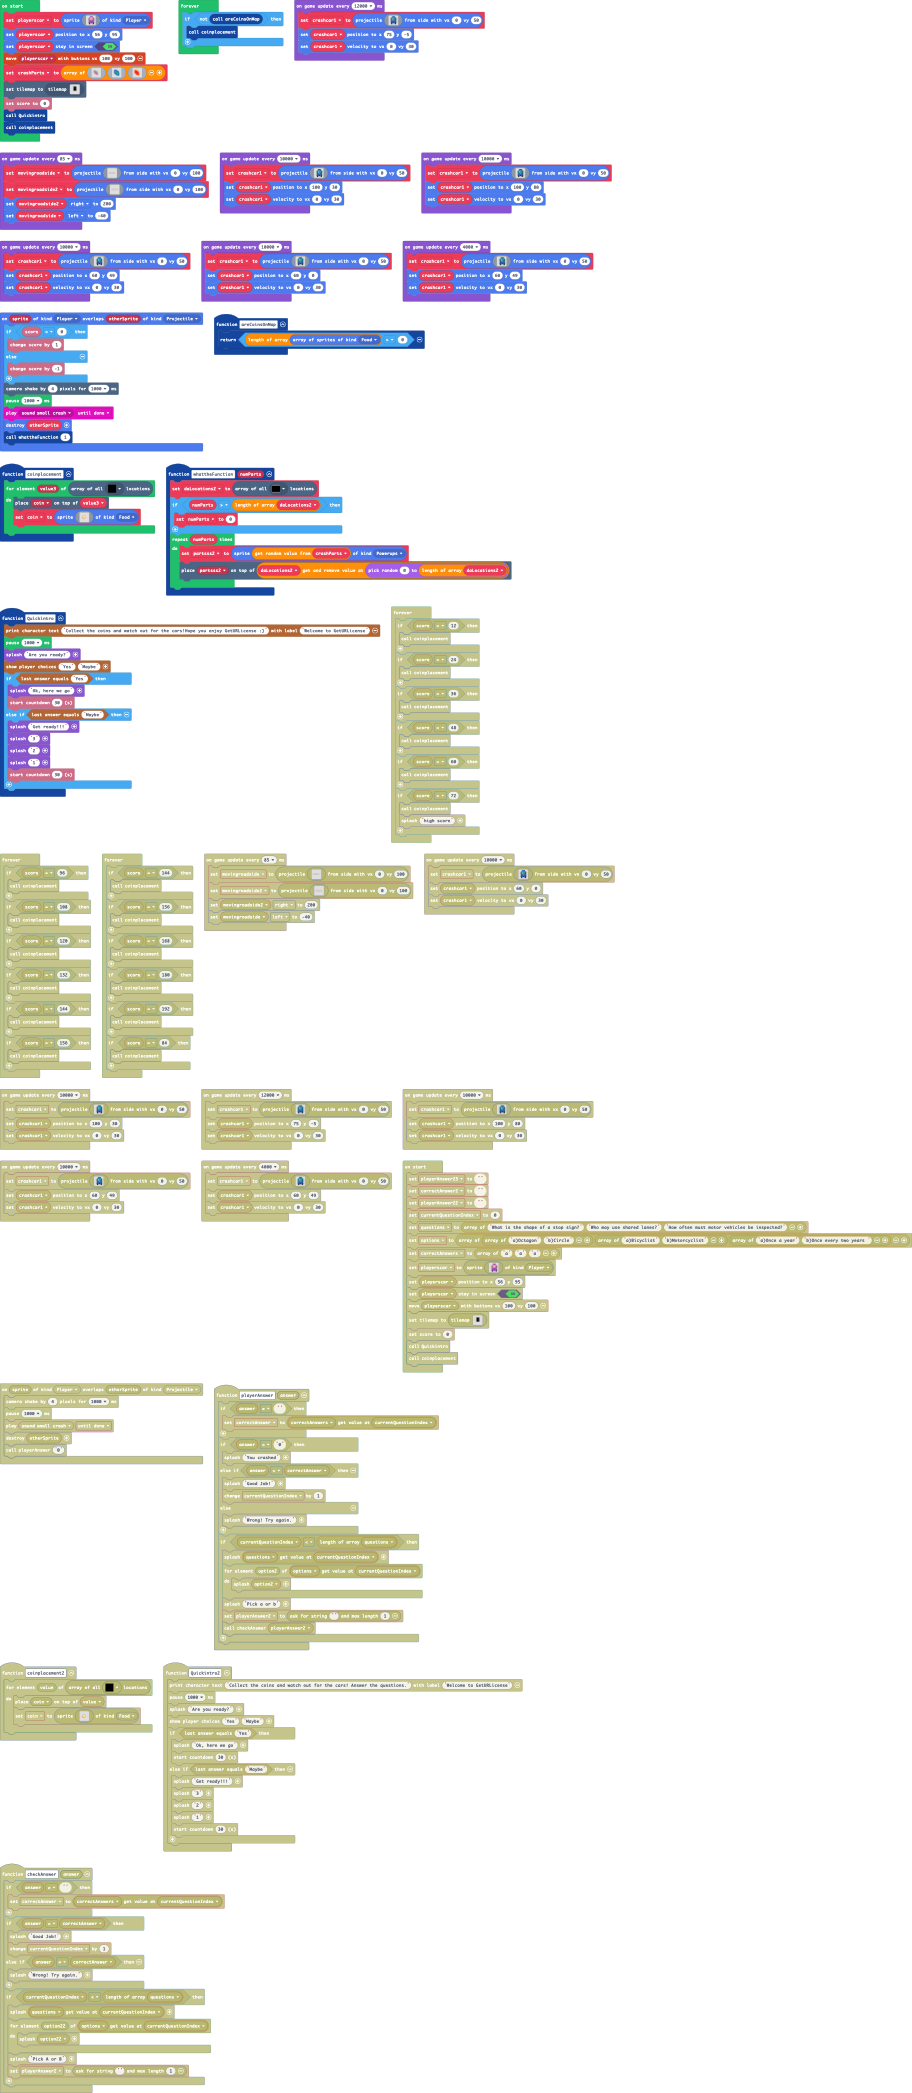 on start
set playerscar to sprite of kind Player
set playerscar position to x 56 y 95
set playerscar stay in screen
move playerscar with buttons vx 100 vy 100
set crashParts to array of
set tilemap to tilemap
set score to 0
call Quickintro
call coinplacement
forever
if not call areCoinsOnMap then
call coinplacement
on game update every 12000 ms
set crashcar1 to projectile from side with vx 0 vy 50
set crashcar1 position to x 75 y -5
set crashcar1 velocity to vx 0 vy 30
on game update every 85 ms
set movingroadside to projectile from side with vx 0 vy 100
set movingroadside2 to projectile from side with vx 0 vy 100
set movingroadside2 right to 200
set movingroadside left to -40
on game update every 10000 ms
set crashcar1 to projectile from side with vx 0 vy 50
set crashcar1 position to x 100 y 30
set crashcar1 velocity to vx 0 vy 30
on game update every 10000 ms
set crashcar1 to projectile from side with vx 0 vy 50
set crashcar1 position to x 100 y 80
set crashcar1 velocity to vx 0 vy 30
on game update every 10000 ms
set crashcar1 to projectile from side with vx 0 vy 50
set crashcar1 position to x 60 y 49
set crashcar1 velocity to vx 0 vy 30
on game update every 10000 ms
set crashcar1 to projectile from side with vx 0 vy 50
set crashcar1 position to x 60 y 0
set crashcar1 velocity to vx 0 vy 30
on game update every 4000 ms
set crashcar1 to projectile from side with vx 0 vy 50
set crashcar1 position to x 60 y 49
set crashcar1 velocity to vx 0 vy 30
on sprite of kind Player overlaps otherSprite of kind Projectile
if score = 0 then
change score by 1
else
change score by -1
camera shake by 4 pixels for 1000 ms
pause 1000 ms
play sound small crash until done
destroy otherSprite
call whattheFunction 1
function areCoinsOnMap
return length of array array of sprites of kind Food 0
function coinplacement
for element value3 of array of all locations
do place coin on top of value3
set coin to sprite of kind Food
function whattheFunction numParts
set daLocations2 to array of all locations
if numParts > length of array daLocations2 then
set numParts to 0
repeat numParts times
do set partsss2 to sprite get random value from crashParts of kind Powerups
place partsss2 on top of daLocations2 get and remove value at pick random 0 to length of array daLocations2
function Quickintro
print character text Collect the coins and watch out for the cars!Hope you enjoy GetURLicense :) with label Welcome to GetURLicense
pause 1000 ms
splash Are you ready?
show player choices Yes Maybe
if last answer equals Yes then
splash Ok, here we go
start countdown 30 (s)
else if last answer equals Maybe then
splash Get ready!!!
splash 3
splash 2
splash 1
start countdown 30 (s)
forever
if score = 12 then
call coinplacement
if score = 24 then
call coinplacement
if score = 36 then
call coinplacement
if score = 48 then
call coinplacement
if score = 60 then
call coinplacement
if score = 72 then
call coinplacement
splash high score
forever
if score = 96 then
call coinplacement
if score = 108 then
call coinplacement
if score = 120 then
call coinplacement
if score = 132 then
call coinplacement
if score = 144 then
call coinplacement
if score = 156 then
call coinplacement
forever
if score = 144 then
call coinplacement
if score = 156 then
call coinplacement
if score = 168 then
call coinplacement
if score = 180 then
call coinplacement
if score = 192 then
call coinplacement
if score = 84 then
call coinplacement
on game update every 85 ms
set movingroadside to projectile from side with vx 0 vy 100
set movingroadside2 to projectile from side with vx 0 vy 100
set movingroadside2 right to 200
set movingroadside left to -40
on game update every 10000 ms
set crashcar1 to projectile from side with vx 0 vy 50
set crashcar1 position to x 60 y 0
set crashcar1 velocity to vx 0 vy 30
on game update every 10000 ms
set crashcar1 to projectile from side with vx 0 vy 50
set crashcar1 position to x 100 y 30
set crashcar1 velocity to vx 0 vy 30
on game update every 12000 ms
set crashcar1 to projectile from side with vx 0 vy 50
set crashcar1 position to x 75 y -5
set crashcar1 velocity to vx 0 vy 30
on game update every 10000 ms
set crashcar1 to projectile from side with vx 0 vy 50
set crashcar1 position to x 100 y 80
set crashcar1 velocity to vx 0 vy 30
on game update every 10000 ms
set crashcar1 to projectile from side with vx 0 vy 50
set crashcar1 position to x 60 y 49
set crashcar1 velocity to vx 0 vy 30
on game update every 4000 ms
set crashcar1 to projectile from side with vx 0 vy 50
set crashcar1 position to x 60 y 49
set crashcar1 velocity to vx 0 vy 30
on start
set playerAnswer23 to
set correctAnswer2 to
set playerAnswer22 to
set currentQuestionIndex to 0
set questions to array of What is the shape of a stop sign? Who may use shared lanes? How often must motor vehicles be inspected?
set options to array of array of a)Octagon b)Circle array of a)Bicyclist b)Motorcyclist array of a)Once a year b)Once every two years
set correctAnswers to array of a a a
set playerscar to sprite of kind Player
set playerscar position to x 56 y 95
set playerscar stay in screen
move playerscar with buttons vx 100 vy 100
set tilemap to tilemap
set score to 0
call Quickintro
call coinplacement
on sprite of kind Player overlaps otherSprite of kind Projectile
camera shake by 4 pixels for 1000 ms
pause 1000 ms
play sound small crash until done
destroy otherSprite
call playerAnswer 0
function playerAnswer answer
if answer = then
set correctAnswer to correctAnswers get value at currentQuestionIndex
if answer = 0 then
splash You crashed
else if answer = correctAnswer then
splash Good Job!
change currentQuestionIndex by 1
else
splash Wrong! Try again.
if currentQuestionIndex length of array questions then
splash questions get value at currentQuestionIndex
for element option2 of options get value at currentQuestionIndex
do splash option2
splash Pick a or b
set playerAnswer2 to ask for string and max length 1
call checkAnswer playerAnswer2
function coinplacement2
for element value of array of all locations
do place coin on top of value
set coin to sprite of kind Food
function Quickintro2
print character text Collect the coins and watch out for the cars! Answer the questions. with label Welcome to GetURLicense
pause 1000 ms
splash Are you ready?
show player choices Yes Maybe
if last answer equals Yes then
splash Ok, here we go
start countdown 30 (s)
else if last answer equals Maybe then
splash Get ready!!!
splash 3
splash 2
splash 1
start countdown 30 (s)
function checkAnswer answer
if answer then
set correctAnswer to correctAnswers get value at currentQuestionIndex
if answer = correctAnswer then
splash Good Job!
change currentQuestionIndex by 1
else if answer correctAnswer then
splash Wrong! Try again.
if currentQuestionIndex length of array questions then
splash questions get value at currentQuestionIndex
for element option22 of options get value at currentQuestionIndex
do splash option22
splash Pick A or B
set playerAnswer2 to ask for string and max length 1